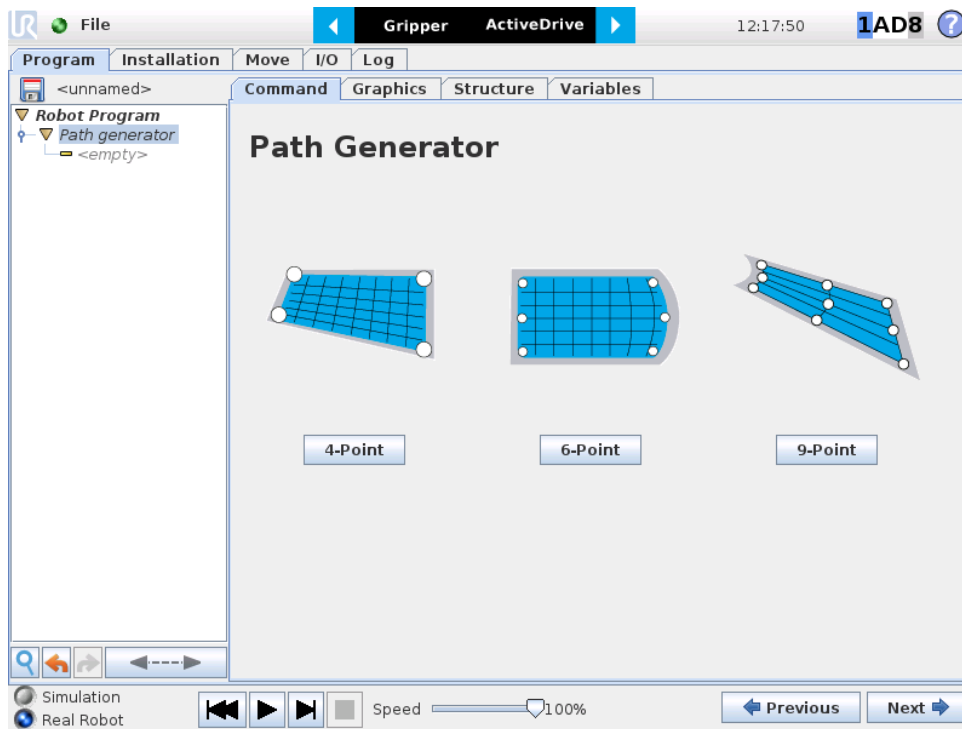 UR File Gripper ActiveDrive 12:17:50 1AD8 ?
Program Installation Move I/O Log
<unnamed> Command Graphics Structure Variables
Robot Program
Path generator
<empty>
Path Generator
4-Point 6-Point 9-Point
Simulation
Real Robot
Speed 100% Previous Next